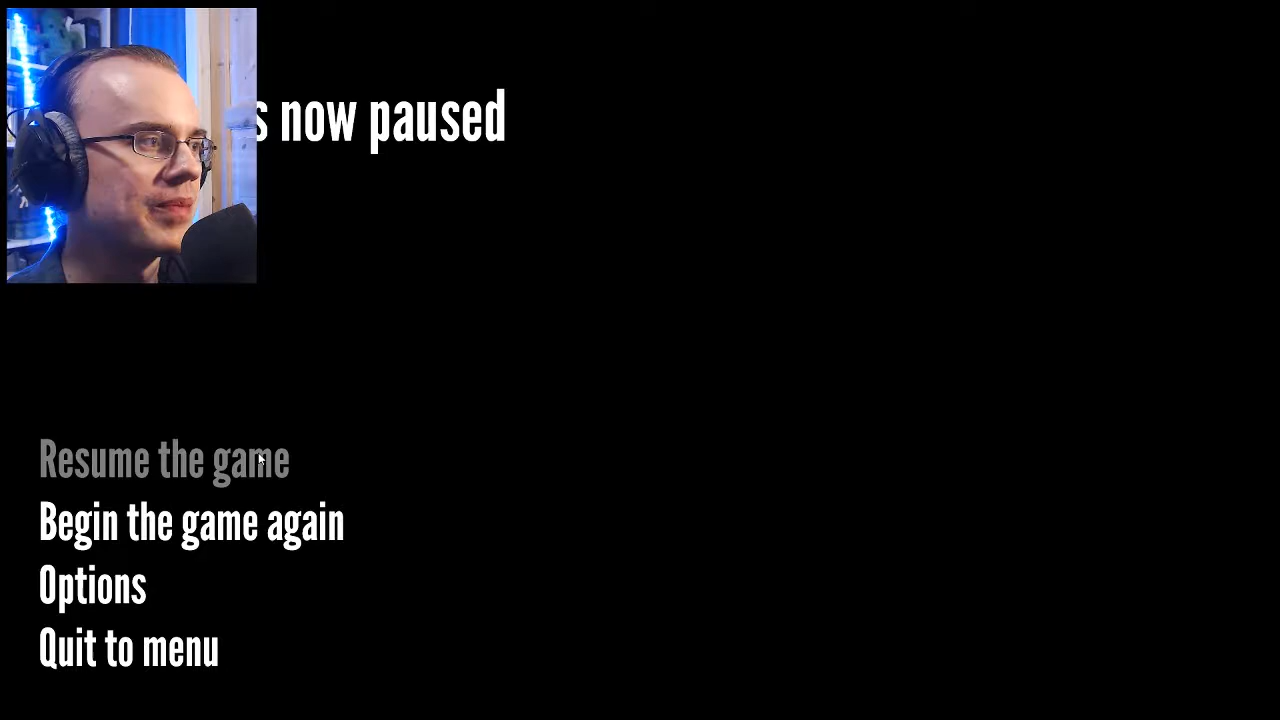 now paused
Resume the game
Begin the game again
Options
Quit to menu